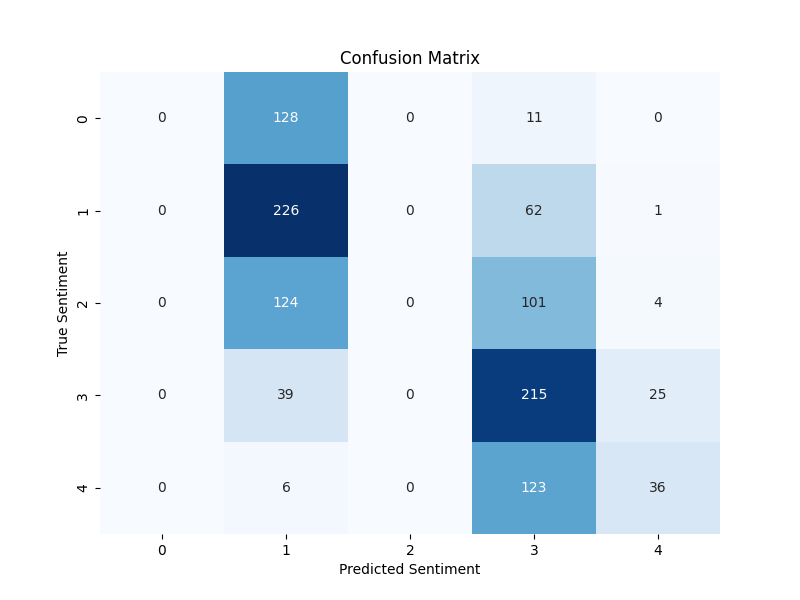 Confusion Matrix
0 0 128 0 11 0
1 0 226 0 62 1
2 0 124 0 101 4
3 0 39 0 215 25
4 0 6 0 123 36
0 1 2 3 4
True Sentiment
Predicted Sentiment